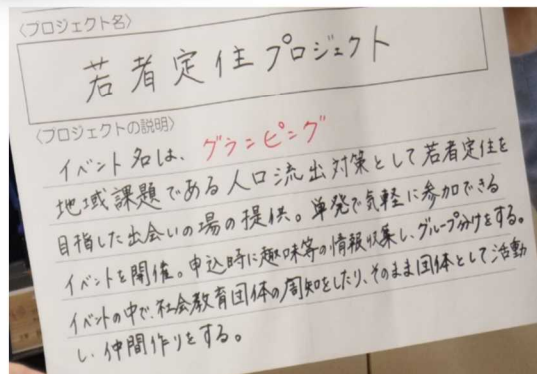 〈プロジェクト名〉
若者定住プロジェクト
〈プロジェクトの説明〉
イベント名は、グランピング
地域課題である人口流出対策として若者定住を
目指した出会いの場の提供。単発で気軽に参加できる
イベントを開催。申込時に趣味等の情報収集し、グループ分けをする。
イベントの中で、社会教育団体の周知をしたり、そのまま団体として活動
し、仲間作りをする。